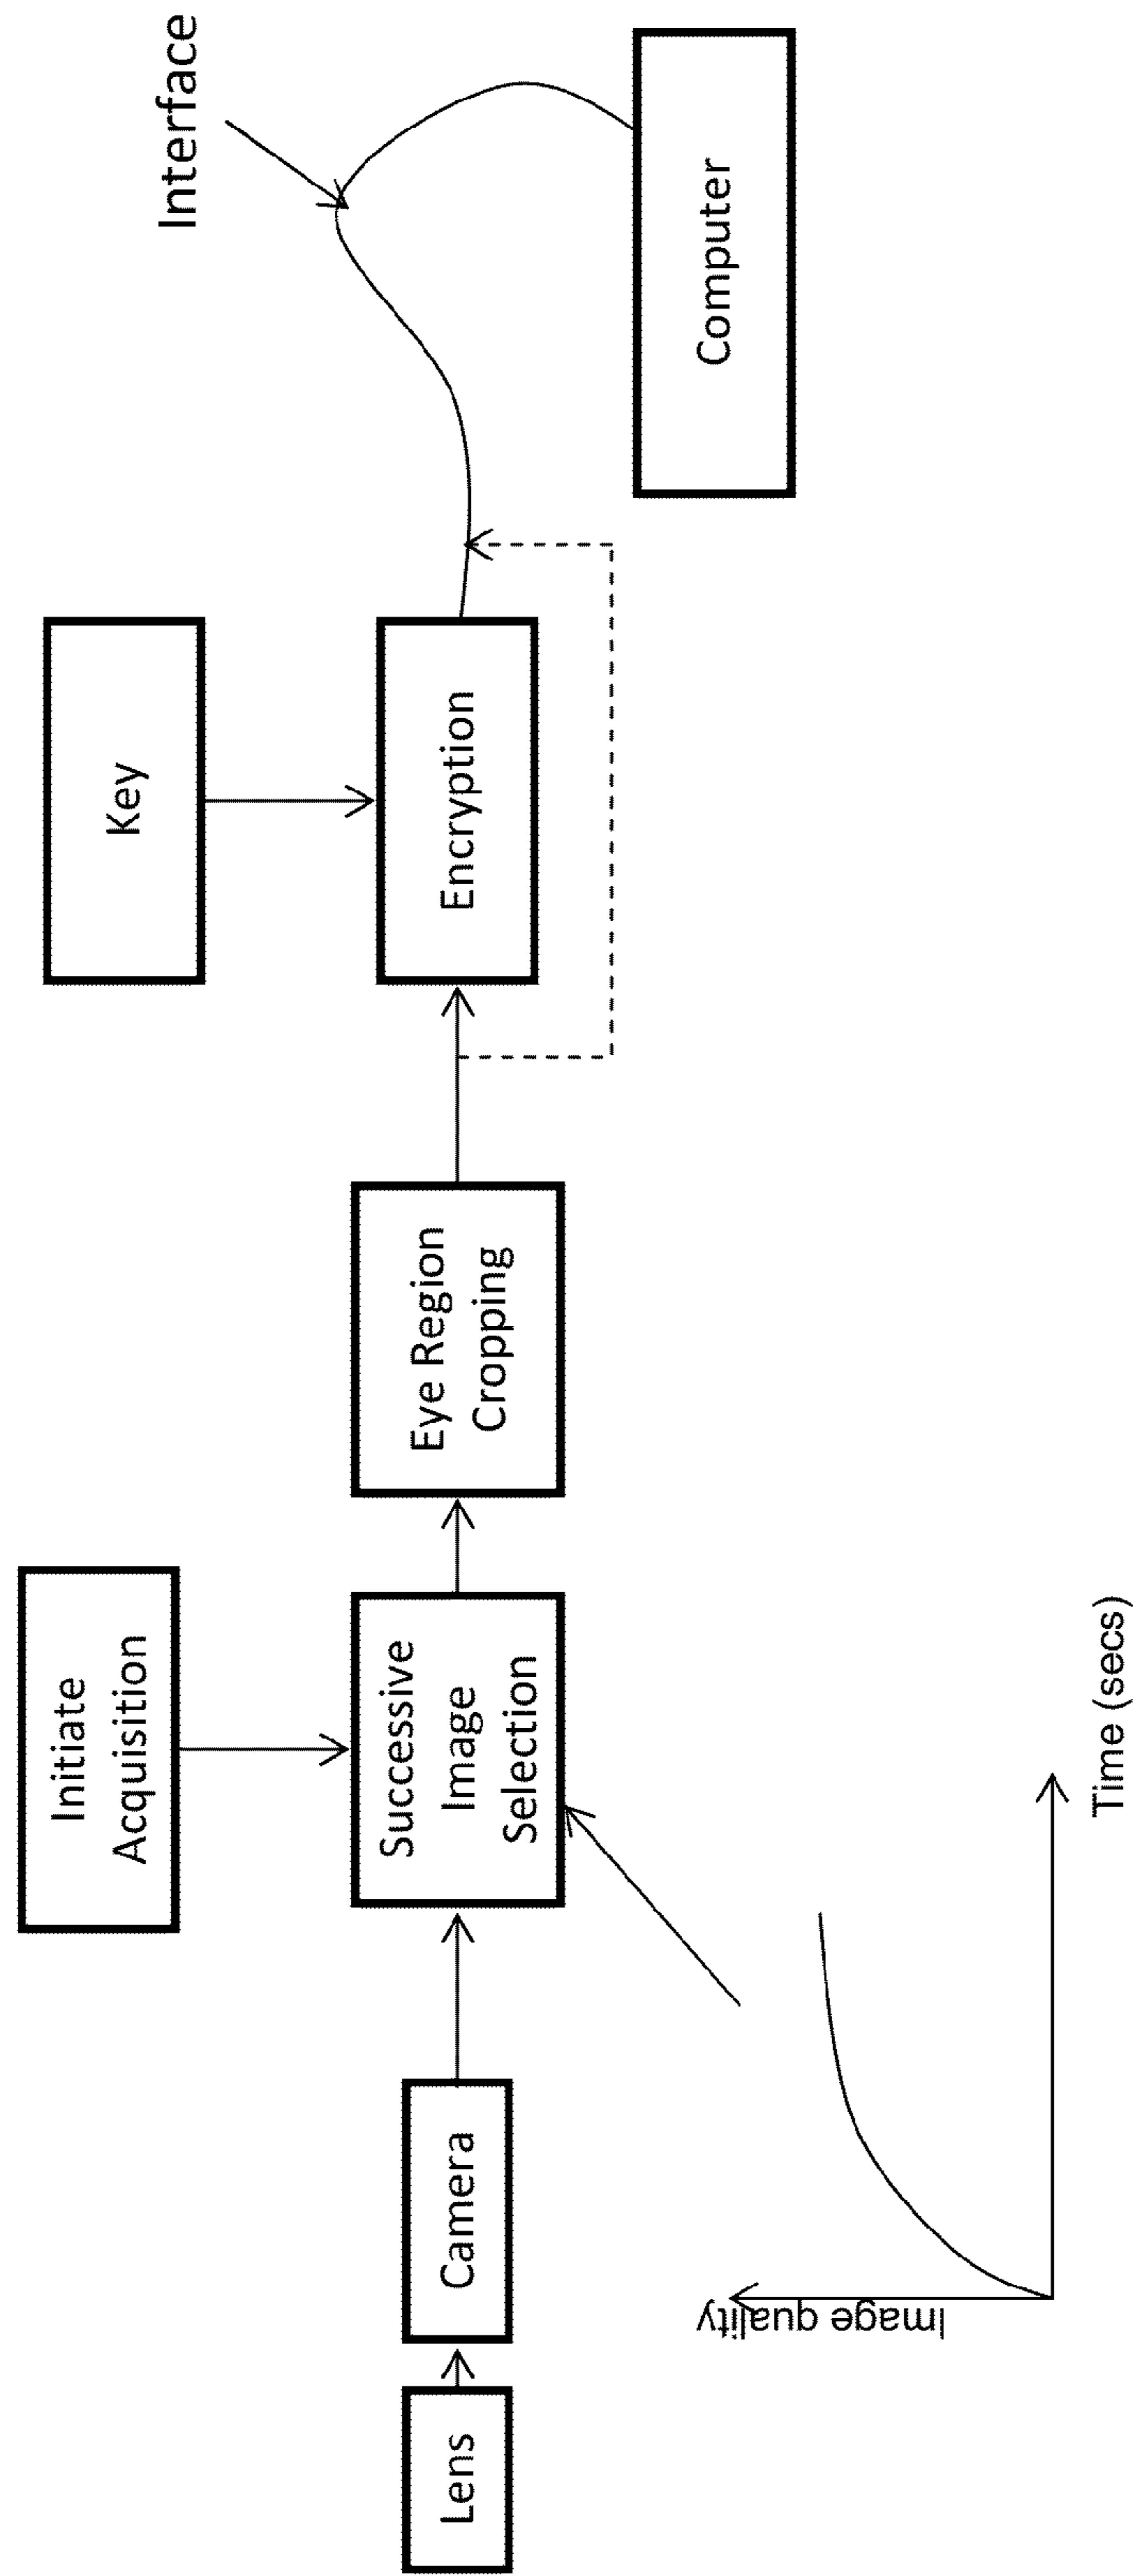 Interface
Key
Initiate
Acquisition
Lens
Camera
Successive
Image
Selection
Eye Region
Cropping
Encryption
Computer
Image quality
Time (secs)